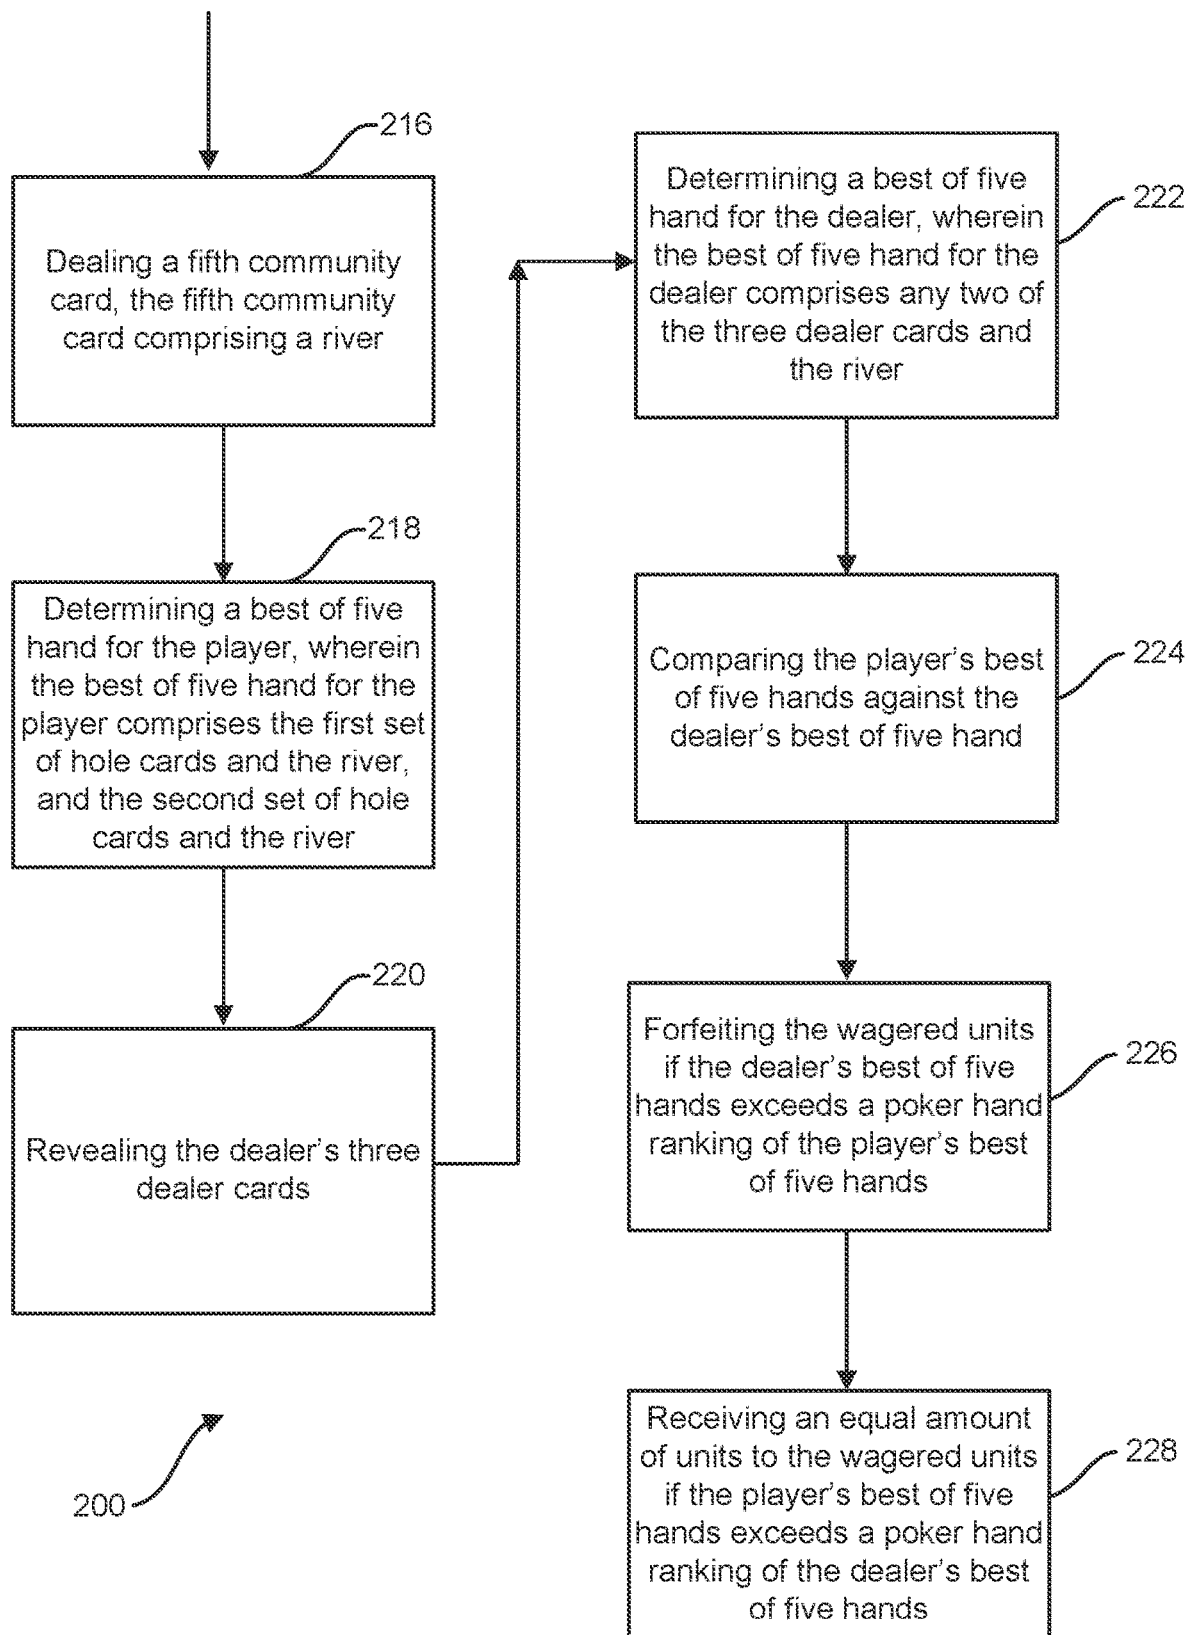 216
Dealing a fifth community
card, the fifth community
card comprising a river
218
Determining a best of five
hand for the player, wherein
the best of five hand for the
player comprises the first set
of hole cards and the river,
and the second set of hole
cards and the river
220
Revealing the dealer's three
dealer cards
200
222
Determining a best of five
hand for the dealer, wherein
the best of five hand for the
dealer comprises any two of
the three dealer cards and
the river
224
Comparing the player's best
of five hands against the
dealer's best of five hand
226
Forfeiting the wagered units
if the dealer's best of five
hands exceeds a poker hand
ranking of the player's best
of five hands
228
Receiving an equal amount
of units to the wagered units
if the player's best of five
hands exceeds a poker hand
ranking of the dealer's best
of five hands